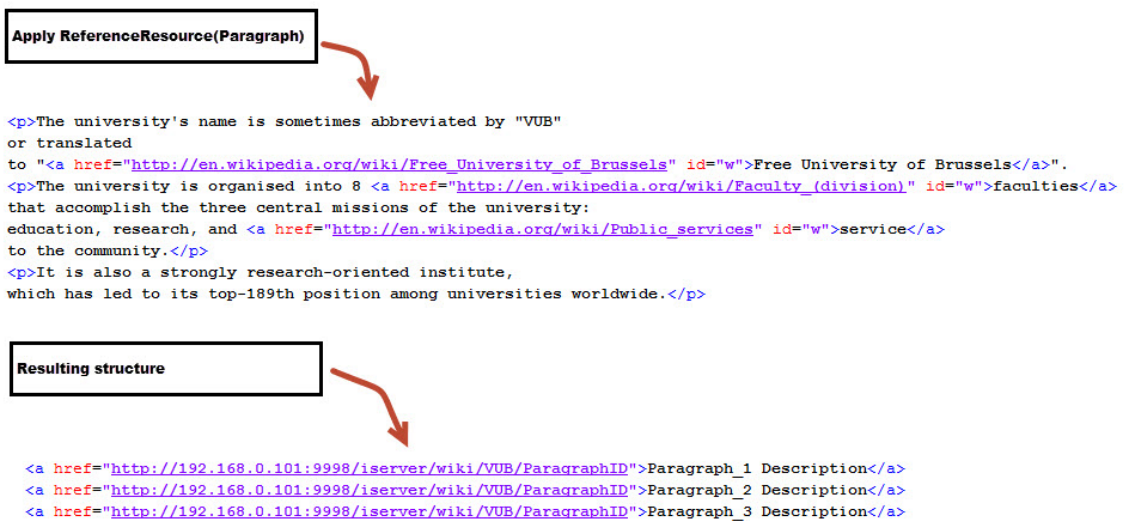 Apply ReferenceResource(Paragraph)
<p>The university's name is sometimes abbreviated by "VUB"
or translated
to "<a href="http://en.wikipedia.org/wiki/Free_University_of_Brussels" id="w">Free University of Brussels</a>".
<p>The university is organised into 8 <a href="http://en.wikipedia.org/wiki/Faculty_(division)" id="w">faculties</a>
that accomplish the three central missions of the university:
education, research, and <a href="http://en.wikipedia.org/wiki/Public_services" id="w">service</a>
to the community.</p>
<p>It is also a strongly research-oriented institute,
which has led to its top-189th position among universities worldwide.</p>
Resulting structure
<a href="http://192.168.0.101:9998/iserver/wiki/VUB/ParagraphID">Paragraph_1 Description</a>
<a href="http://192.168.0.101:9998/iserver/wiki/VUB/ParagraphID">Paragraph_2 Description</a>
<a href="http://192.168.0.101:9998/iserver/wiki/VUB/ParagraphID">Paragraph_3 Description</a>